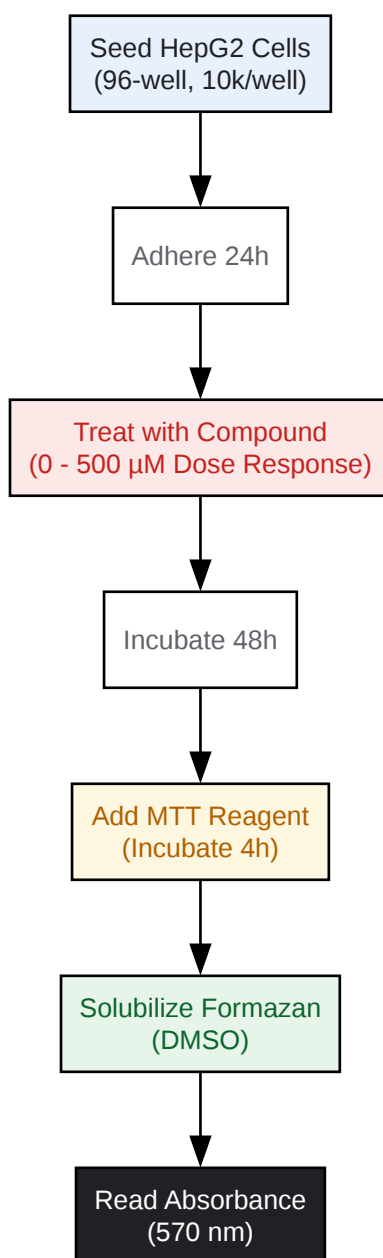 Seed HepG2 Cells
(96-well, 10k/well)
Adhere 24h
Treat with Compound
(0 - 500 µM Dose Response)
Incubate 48h
Add MTT Reagent
(Incubate 4h)
Solubilize Formazan
(DMSO)
Read Absorbance
(570 nm)